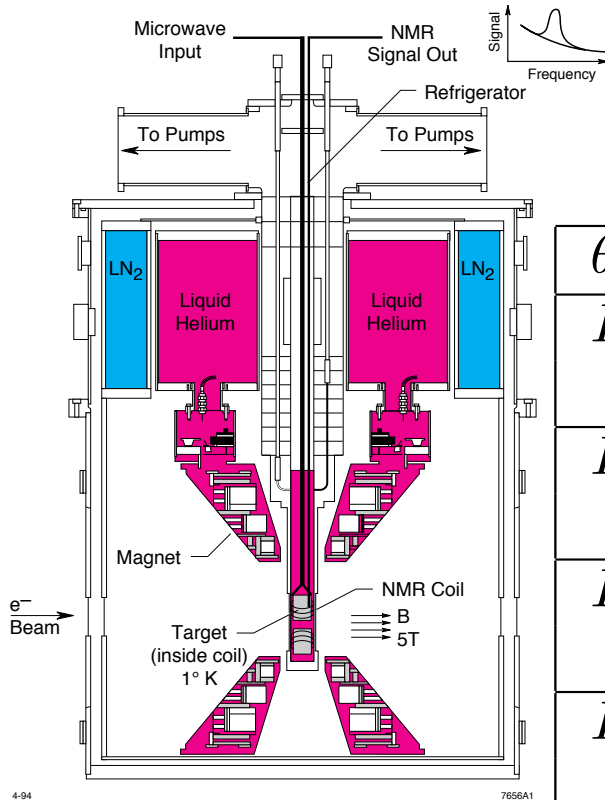 Microwave
Input
NMR
Signal Out
Signal
Frequency
Refrigerator
To Pumps
To Pumps
LN2
Liquid
Helium
Liquid
Helium
LN2
Magnet
e–
Beam
Target
(inside coil)
1° K
NMR Coil
B
5T
4-94
7656A1
θ